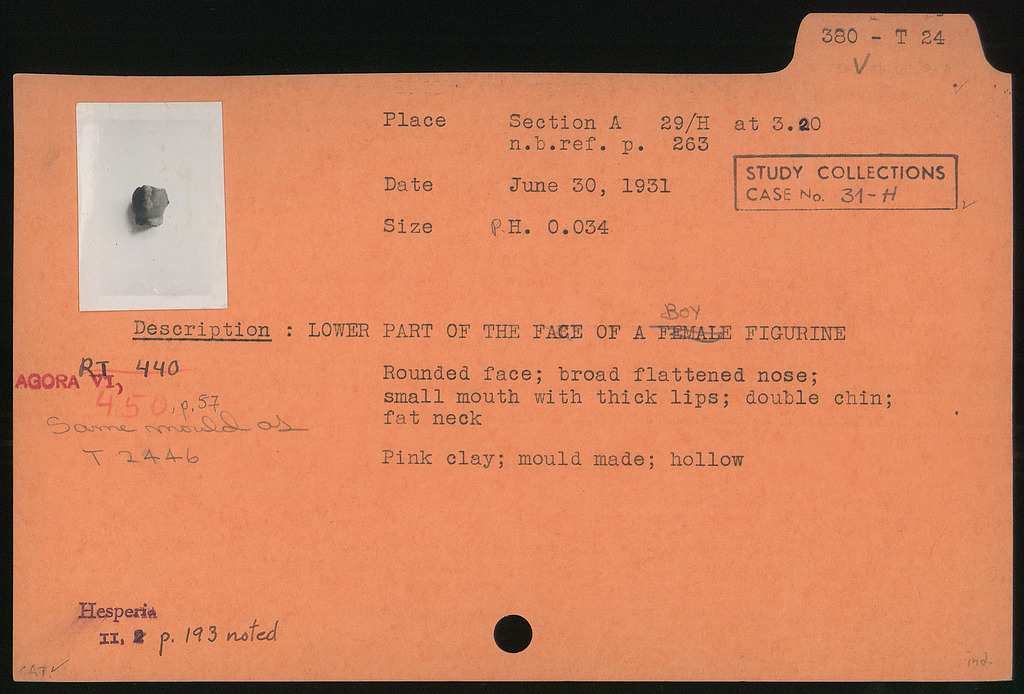 380 - T 24
Place Section A 29/H at 3.20
n.b.ref. p. 263
STUDY COLLECTIONS
CASE No. 31-H
Date June 30, 1931
Size P.H. 0.034
BOY
Description : LOWER PART OF THE FACE OF A FEMALE FIGURINE
RT 440
AGORA VI,
450, p. 57
Same mould as
T 2446
Rounded face; broad flattened nose;
small mouth with thick lips; double chin;
fat neck
Pink clay; mould made; hollow
Hesperia
II, 2 p. 193 noted
CAT. ✓
ind.